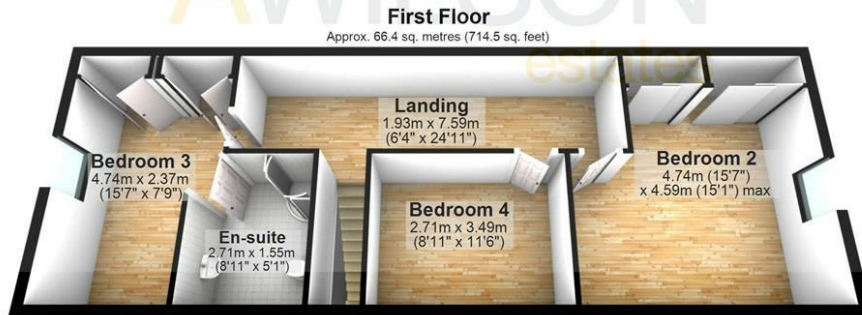 First Floor
Approx. 66.4 sq. metres (714.5 sq. feet)
estates
Landing
1.93m x 7.59m
(6'4" x 24'11")
Bedroom 3
4.74m x 2.37m
(15'7" x 7'9")
Bedroom 2
4.74m (15'7")
x 4.59m (15'1") max
Bedroom 4
2.71m x 3.49m
(8'11" x 11'6")
En-suite
2.71m x 1.55m
(8'11" x 5'1")